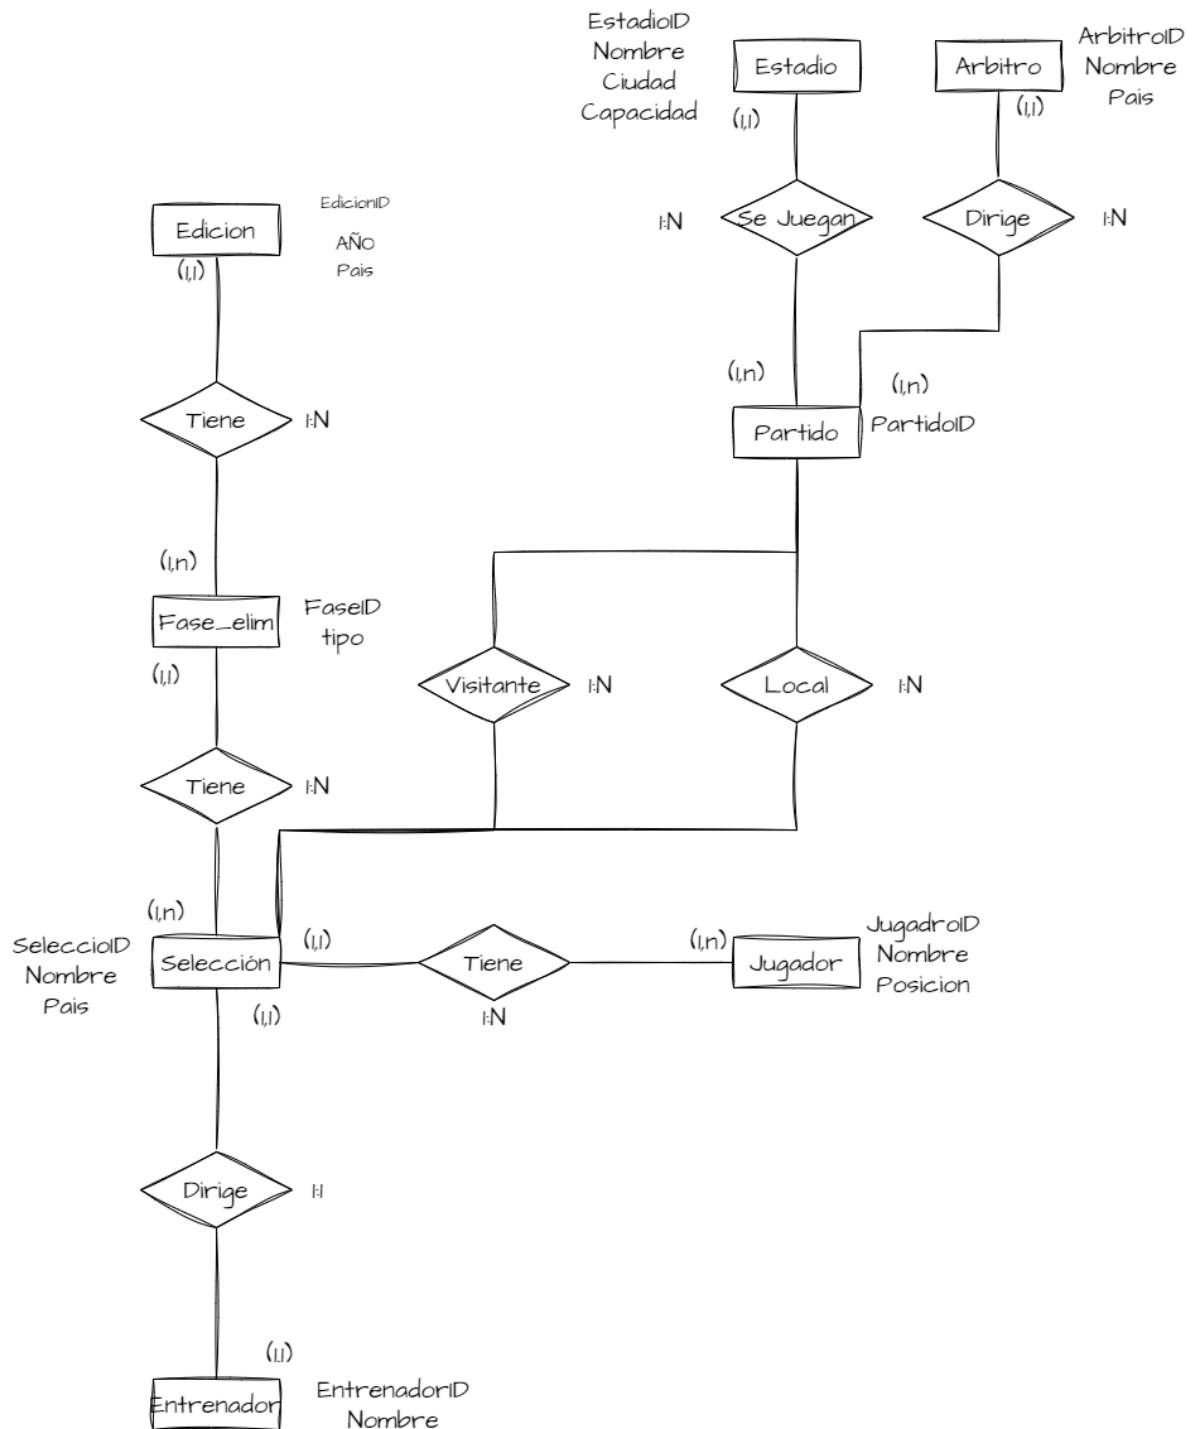 EstadioID
Nombre
Ciudad
Capacidad
Estadio
(1,1)
Arbitro
(1,1)
ArbitroID
Nombre
Pais
1:N
Se Juegan
Dirige
1:N
Edicion
(1,1)
EdicionID
AÑO
Pais
(1,n)
(1,n)
Partido
PartidoID
Tiene
1:N
(1,n)
Fase_elim
(1,1)
FaseID
tipo
Visitante
1:N
Local
1:N
Tiene
1:N
(1,n)
SeleccioID
Nombre
Pais
Selección
(1,1)
(1,1)
Tiene
1:N
(1,n)
Jugador
JugadroID
Nombre
Posicion
Dirige
1:1
(1,1)
Entrenador
EntrenadorID
Nombre